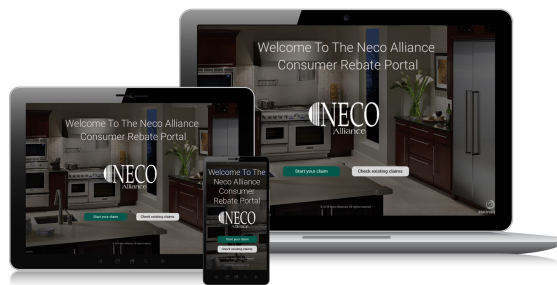 Welcome To The Neco Alliance
Consumer Rebate Portal
NECO
Alliance
Start your claim
Check existing claims
Welcome To The Neco Alliance
Consumer Rebate Portal
NECO
Alliance
Start your claim
Check existing claims
Welcome To The
Neco Alliance
Consumer
Rebate Portal
NECO
Alliance
Start your claim
Check existing claims